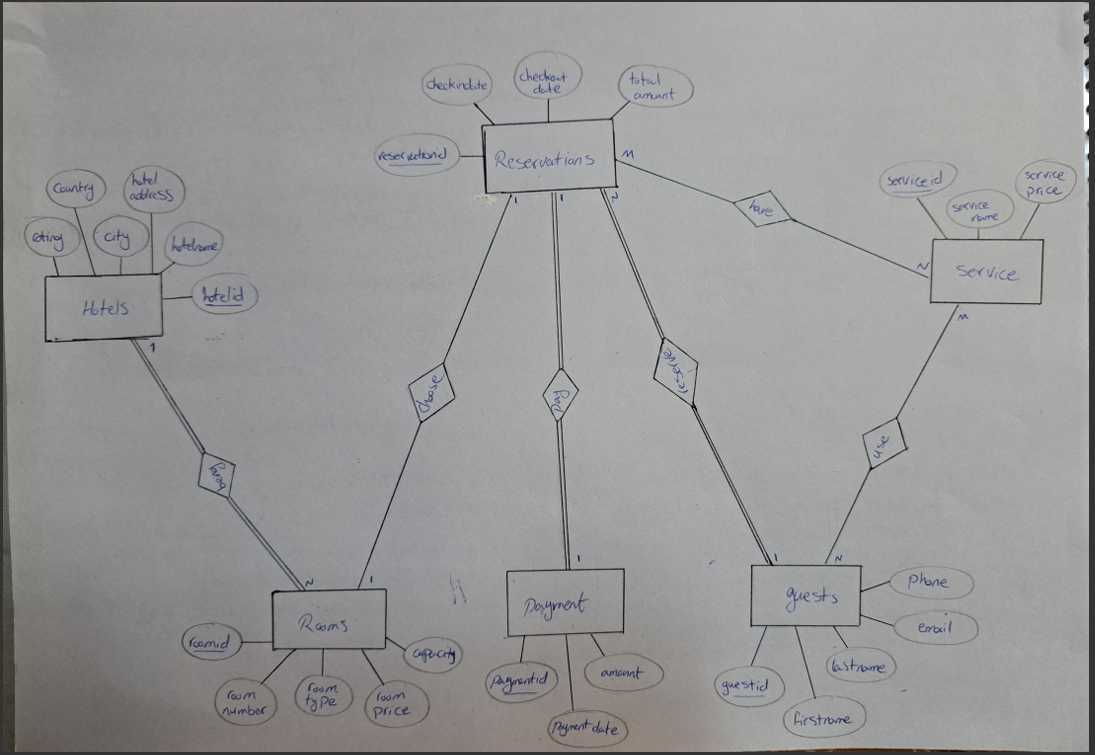 checkindate
checkout
date
total
amount
reservationid
Reservations
M
1
1
N
have
Country
hotel
address
rating
city
hotelname
hotelid
Hotels
1
serviceid
service
name
service
price
N
Service
M
choose
pay
reserve
use
N
1
1
1
N
Rooms
roomid
room
number
room
type
room
price
capacity
Payment
paymentid
payment date
amount
guests
phone
email
lastname
firstname
guestid